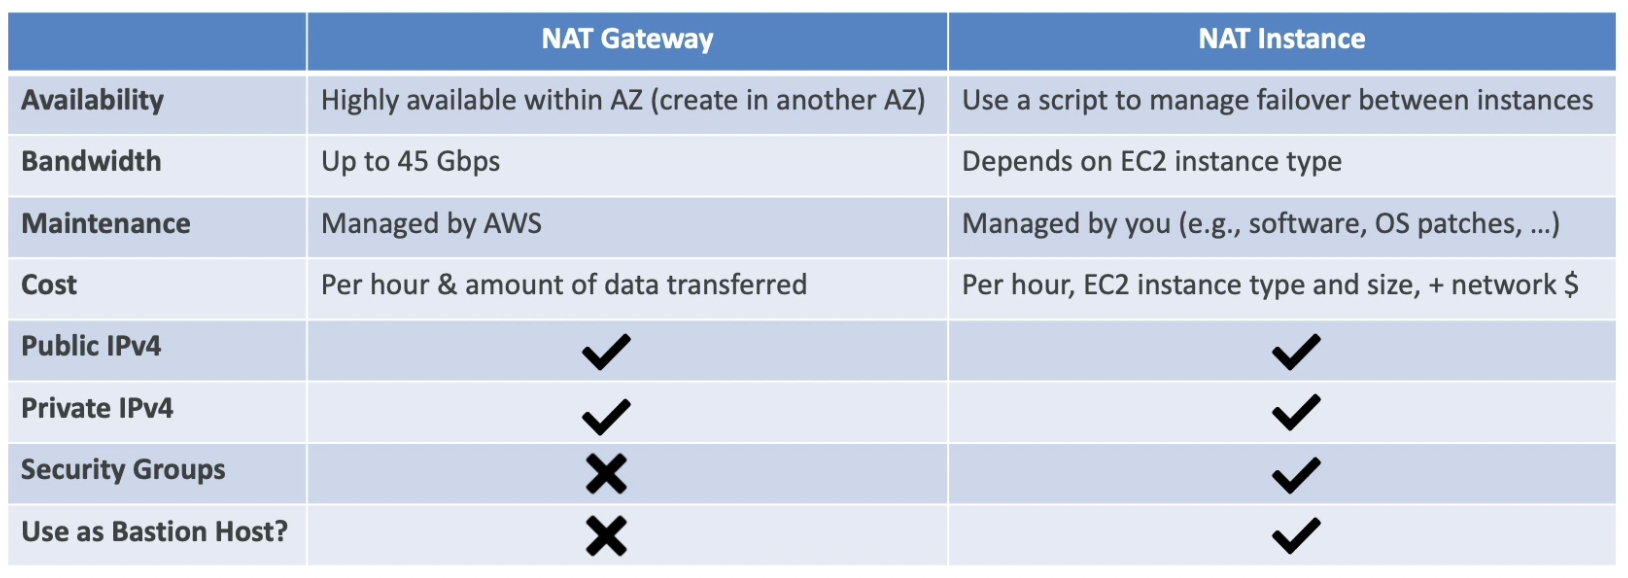 NAT Gateway NAT Instance
Availability Highly available within AZ (create in another AZ) Use a script to manage failover between instances
Bandwidth Up to 45 Gbps Depends on EC2 instance type
Maintenance Managed by AWS Managed by you (e.g., software, OS patches, …)
Cost Per hour & amount of data transferred Per hour, EC2 instance type and size, + network $
Public IPv4 ✔ ✔
Private IPv4 ✔ ✔
Security Groups ✖ ✔
Use as Bastion Host? ✖ ✔